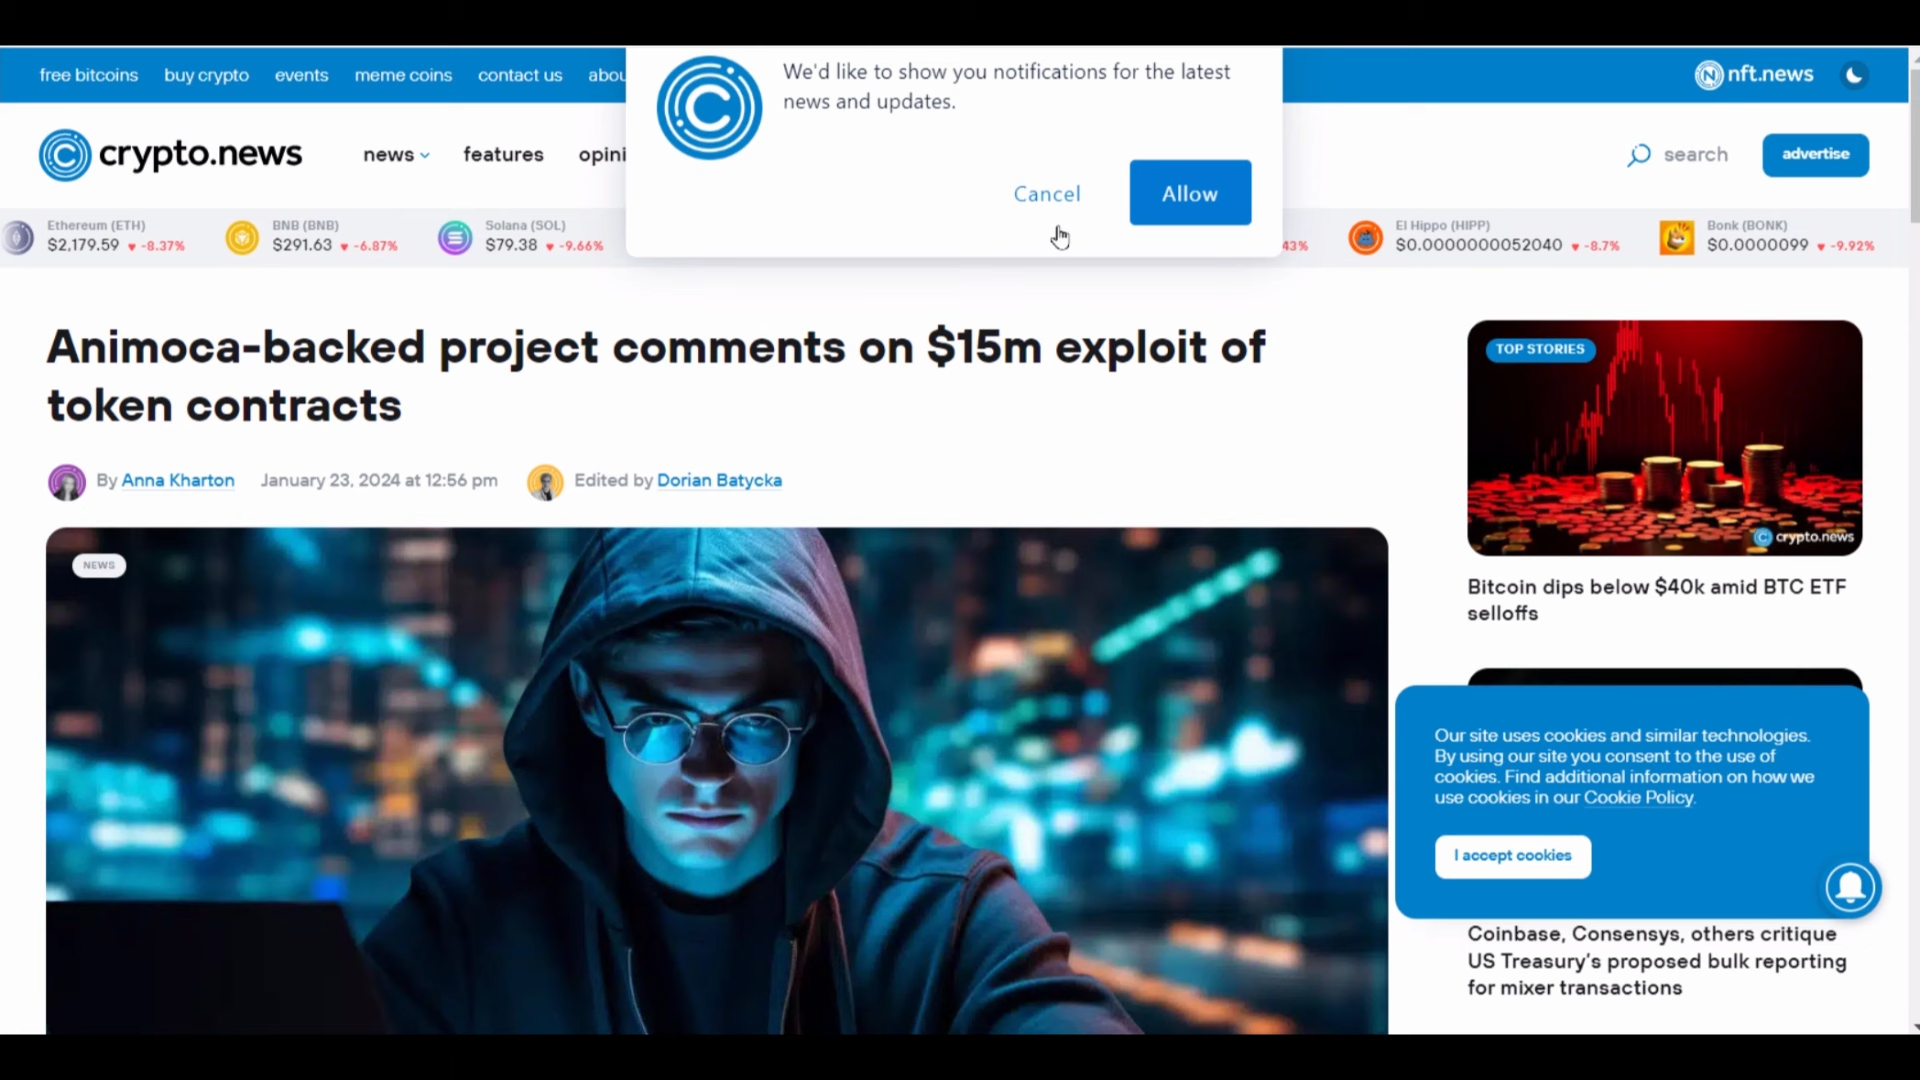 free bitcoins buy crypto events meme coins contact us abou
We'd like to show you notifications for the latest
news and updates.
Cancel Allow
nft.news
crypto.news news features opini
search advertise
Ethereum (ETH)
$2,179.59 ▼ -8.37%
BNB (BNB)
$291.63 ▼ -6.87%
Solana (SOL)
$79.38 ▼ -9.66%
43%
El Hippo (HIPP)
$0.0000000052040 ▼ -8.7%
Bonk (BONK)
$0.0000099 ▼ -9.92%
Animoca-backed project comments on $15m exploit of
token contracts
By Anna Kharton January 23, 2024 at 12:56 pm Edited by Dorian Batycka
NEWS
TOP STORIES
crypto.news
Bitcoin dips below $40k amid BTC ETF
selloffs
Our site uses cookies and similar technologies.
By using our site you consent to the use of
cookies. Find additional information on how we
use cookies in our Cookie Policy.
I accept cookies
Coinbase, Consensys, others critique
US Treasury's proposed bulk reporting
for mixer transactions